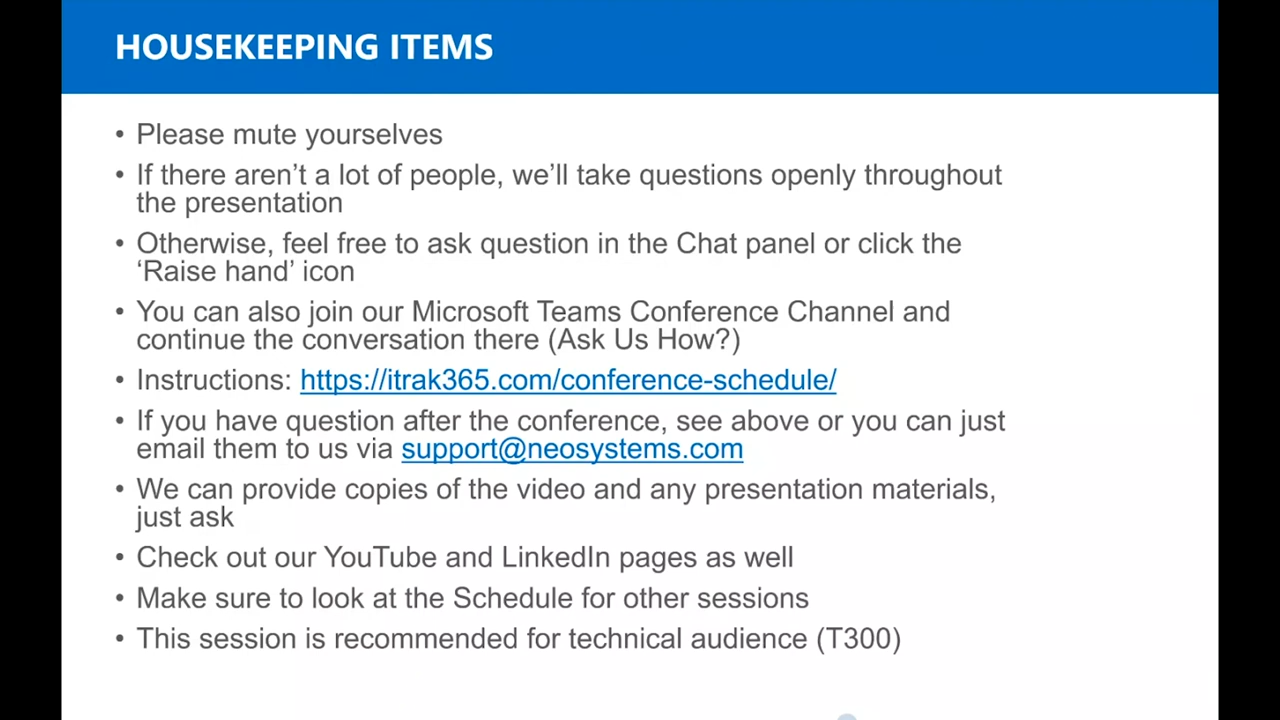 HOUSEKEEPING ITEMS
• Please mute yourselves
• If there aren’t a lot of people, we’ll take questions openly throughout
the presentation
• Otherwise, feel free to ask question in the Chat panel or click the
‘Raise hand’ icon
• You can also join our Microsoft Teams Conference Channel and
continue the conversation there (Ask Us How?)
• Instructions: https://itrak365.com/conference-schedule/
• If you have question after the conference, see above or you can just
email them to us via support@neosystems.com
• We can provide copies of the video and any presentation materials,
just ask
• Check out our YouTube and LinkedIn pages as well
• Make sure to look at the Schedule for other sessions
• This session is recommended for technical audience (T300)